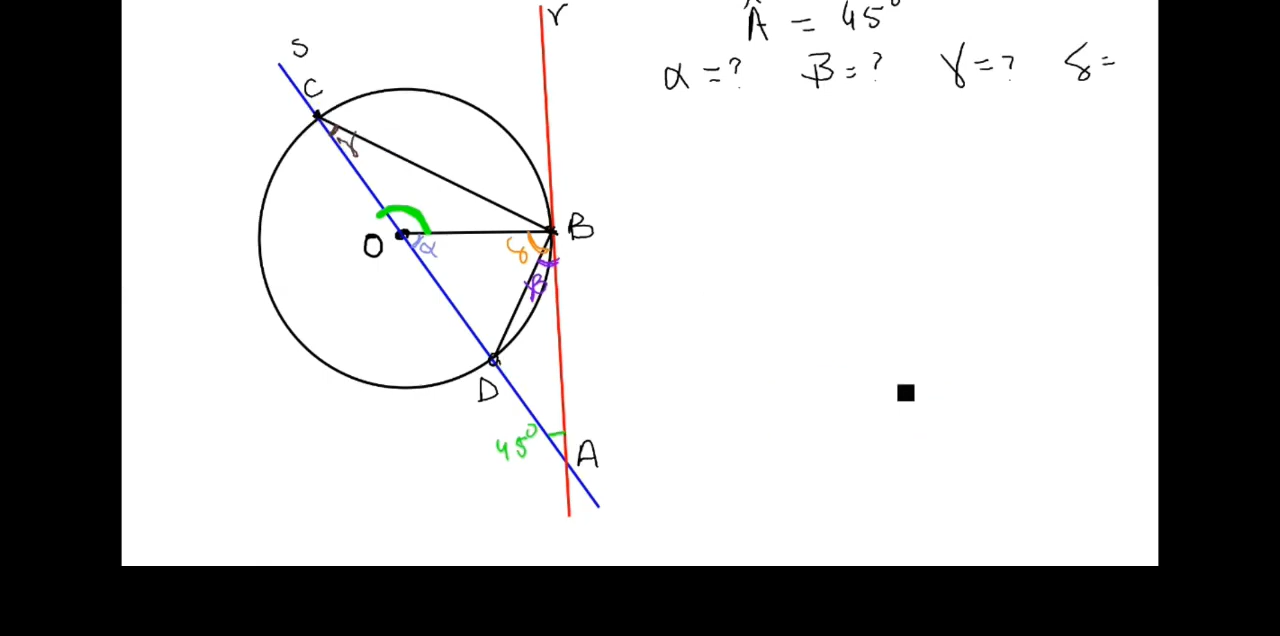 r
Â = 45°
S
α = ? β = ? γ = ? δ =
C
γ
O α B
δ
β
D
45° A